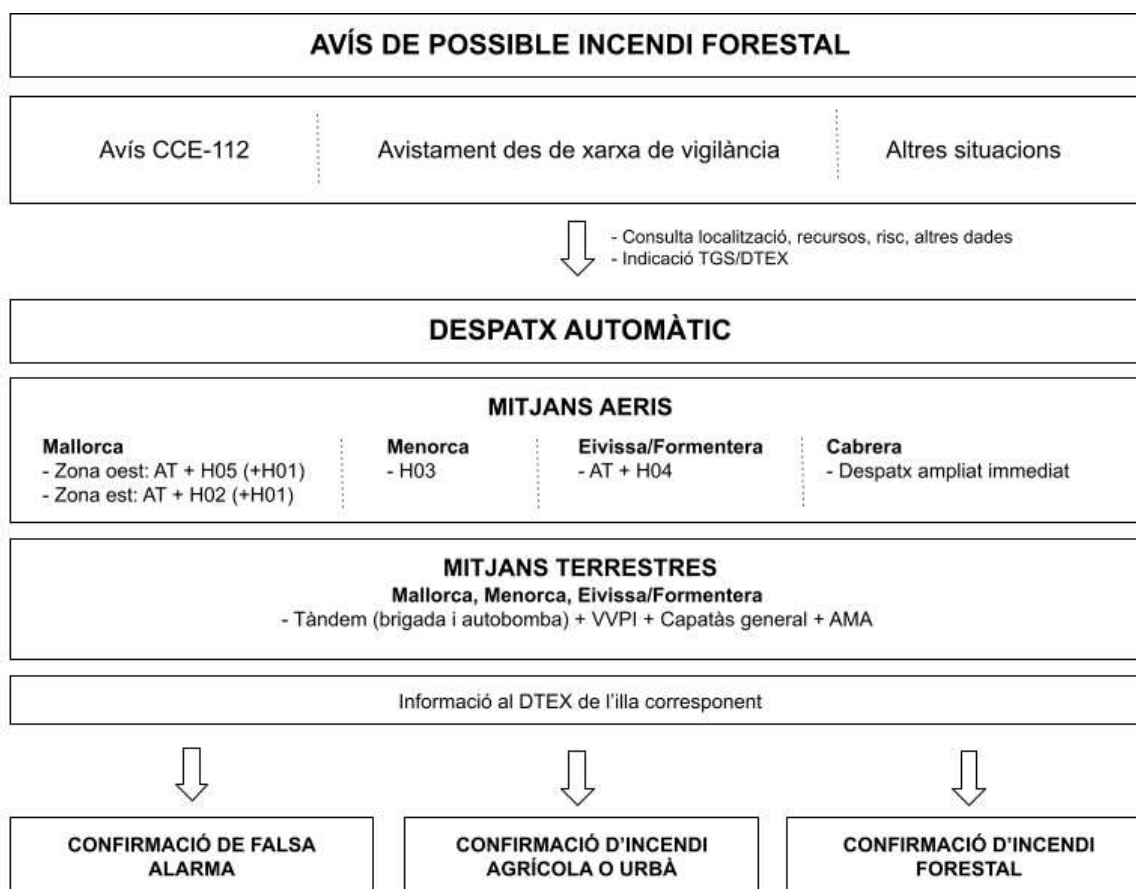 AVÍS DE POSSIBLE INCENDI FORESTAL
Avís CCE-112
Avistament des de xarxa de vigilància
Altres situacions
- Consulta localització, recursos, risc, altres dades
- Indicació TGS/DTEX
DESPATX AUTOMÀTIC
MITJANS AERIS
Mallorca
- Zona oest: AT + H05 (+H01)
- Zona est: AT + H02 (+H01)
Menorca
- H03
Eivissa/Formentera
- AT + H04
Cabrera
- Despatx ampliat immediat
MITJANS TERRESTRES
Mallorca, Menorca, Eivissa/Formentera
- Tàndem (brigada i autobomba) + VVPI + Capatàs general + AMA
Informació al DTEX de l'illa corresponent
CONFIRMACIÓ DE FALSA
ALARMA
CONFIRMACIÓ D'INCENDI
AGRÍCOLA O URBÀ
CONFIRMACIÓ D'INCENDI
FORESTAL